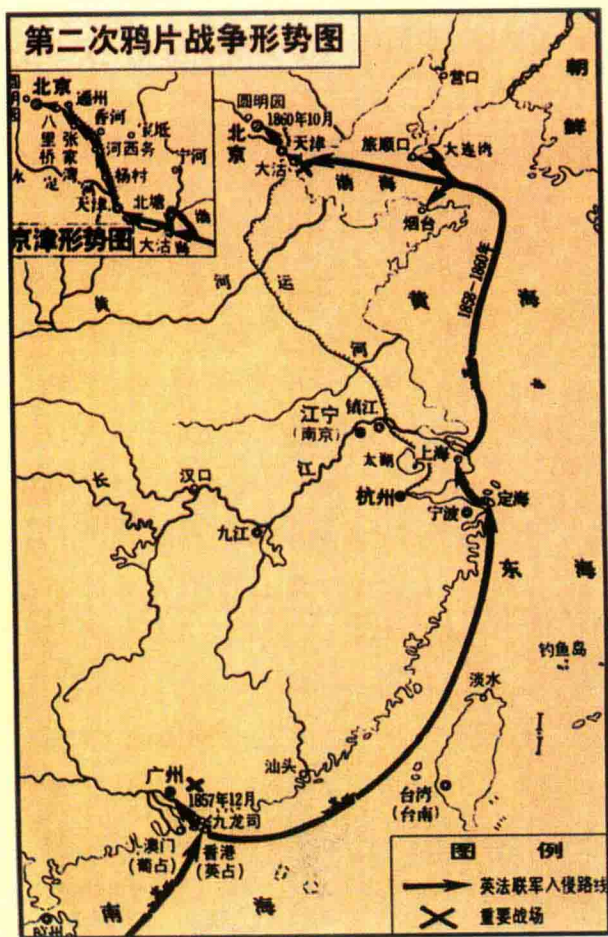 第二次鸦片战争形势图
北京
通州
香河
河西务
八里桥
张家湾
宁河
杨村
天津
北塘
大沽
渤
京津形势图
圆明园
1860年10月
北京
天津
大沽
渤海
营口
旅顺口
大连湾
烟台
朝鲜
1858-1860年
黄海
黄河
运河
江宁
(南京)
镇江
太湖
上海
杭州
宁波
定海
长江
汉口
九江
东海
钓鱼岛
淡水
台湾
(台南)
汕头
广州
1857年12月
九龙司
澳门
(葡占)
香港
(英占)
南海
图例
英法联军入侵路线
重要战场